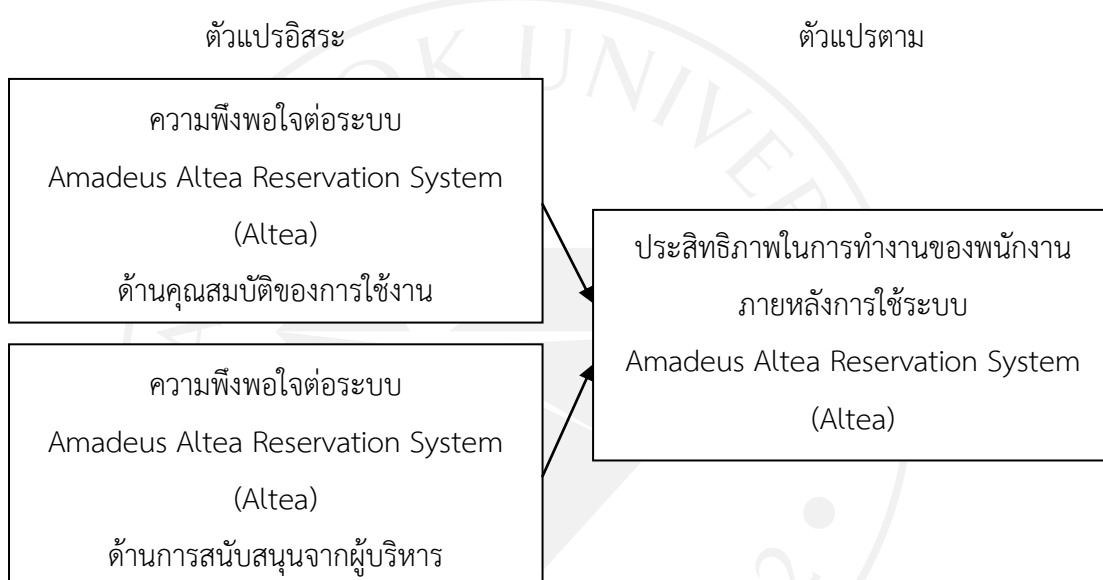 ตัวแปรอิสระ
ตัวแปรตาม
ความพึงพอใจต่อระบบ
Amadeus Altea Reservation System
(Altea)
ด้านคุณสมบัติของการใช้งาน
ความพึงพอใจต่อระบบ
Amadeus Altea Reservation System
(Altea)
ด้านการสนับสนุนจากผู้บริหาร
ประสิทธิภาพในการทำงานของพนักงาน
ภายหลังการใช้ระบบ
Amadeus Altea Reservation System
(Altea)